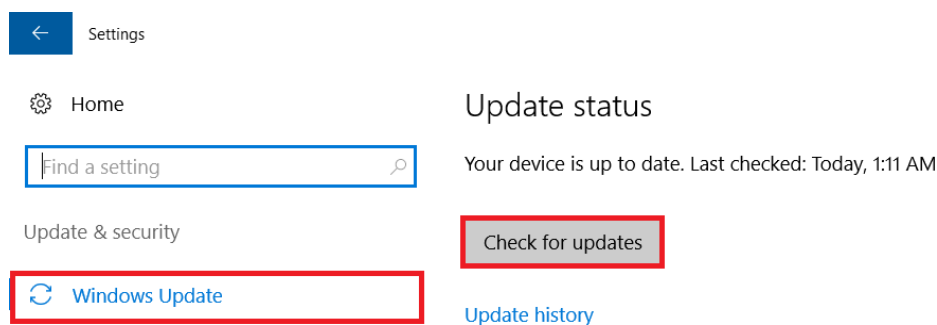 Settings
Home
Find a setting
Update & security
Windows Update
Update status
Your device is up to date. Last checked: Today, 1:11 AM
Check for updates
Update history